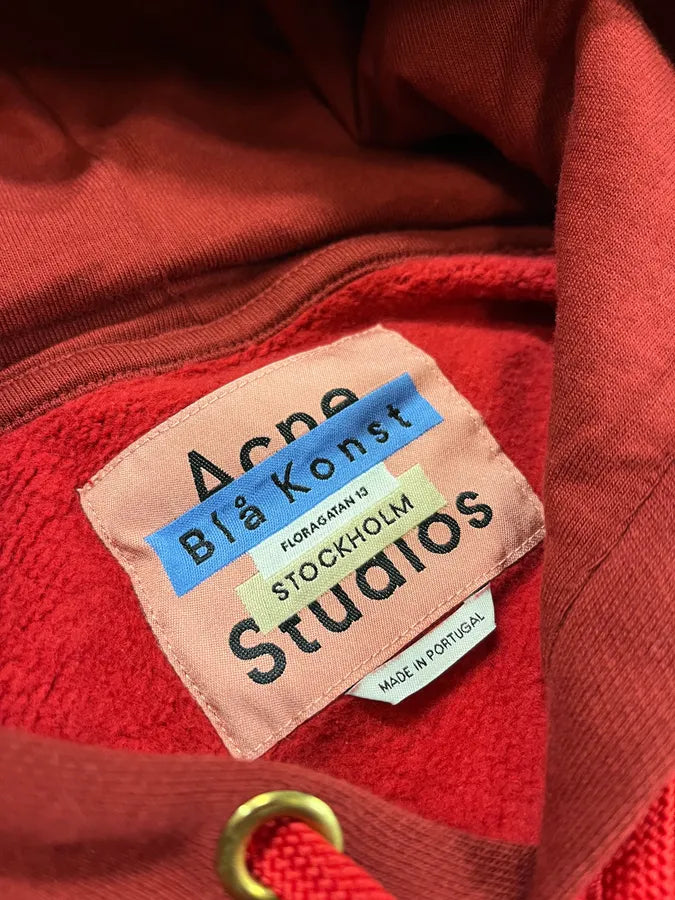 Acne
Blå Konst
FLORAGATAN 13
STOCKHOLM
Studios
MADE IN PORTUGAL